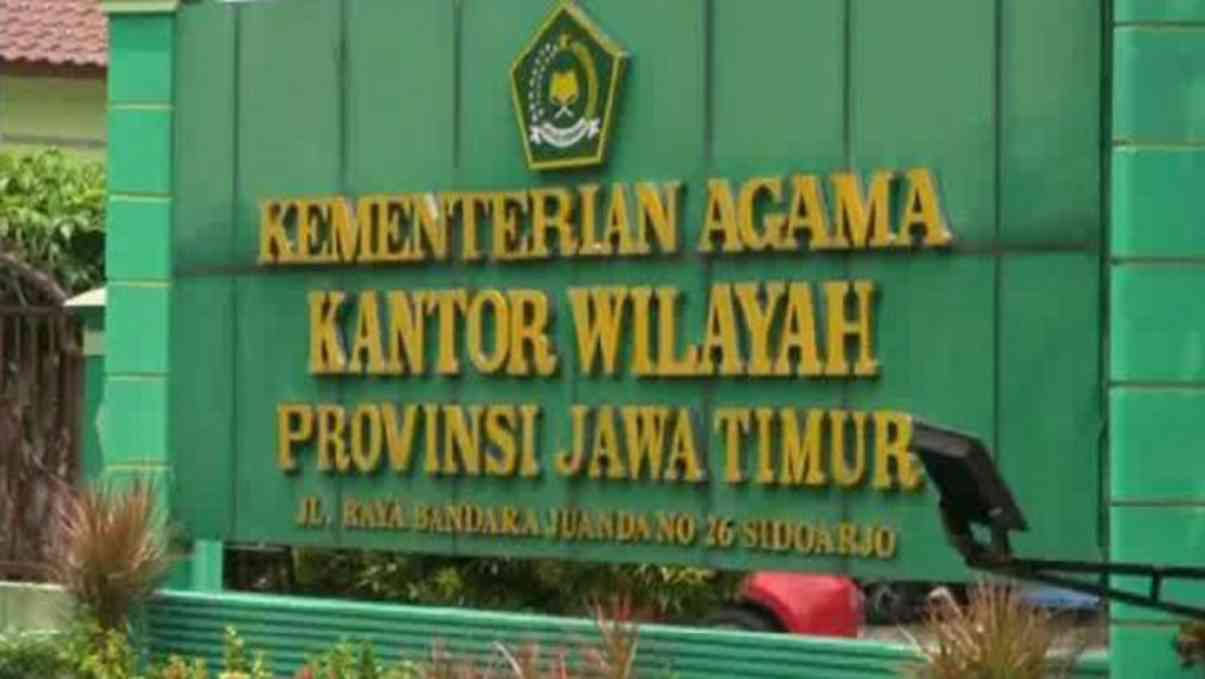 KEMENTERIAN AGAMA
KANTOR WILAYAH
PROVINSI JAWA TIMUR
JL. RAYA BANDARA JUANDA NO 26 SIDOARJO